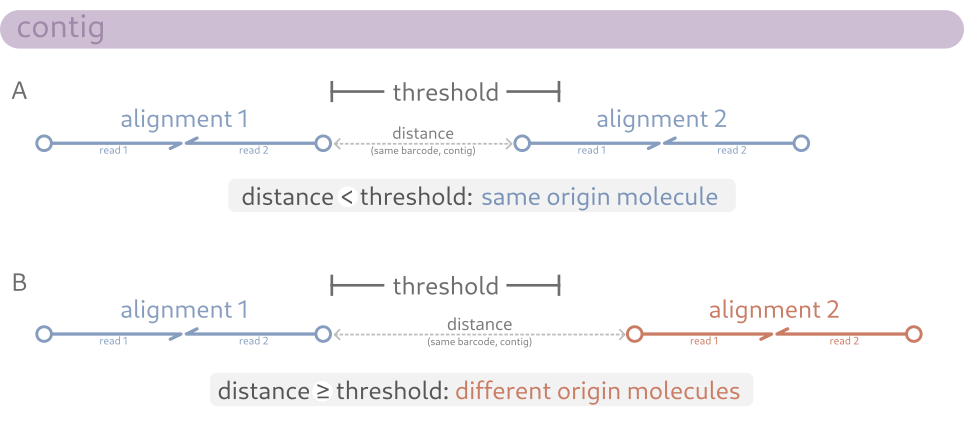 contig
A
threshold
alignment 1
alignment 2
distance
(same barcode, contig)
read 1
read 2
read 1
read 2
distance < threshold: same origin molecule
B
threshold
alignment 1
alignment 2
distance
(same barcode, contig)
read 1
read 2
read 1
read 2
distance ≥ threshold: different origin molecules